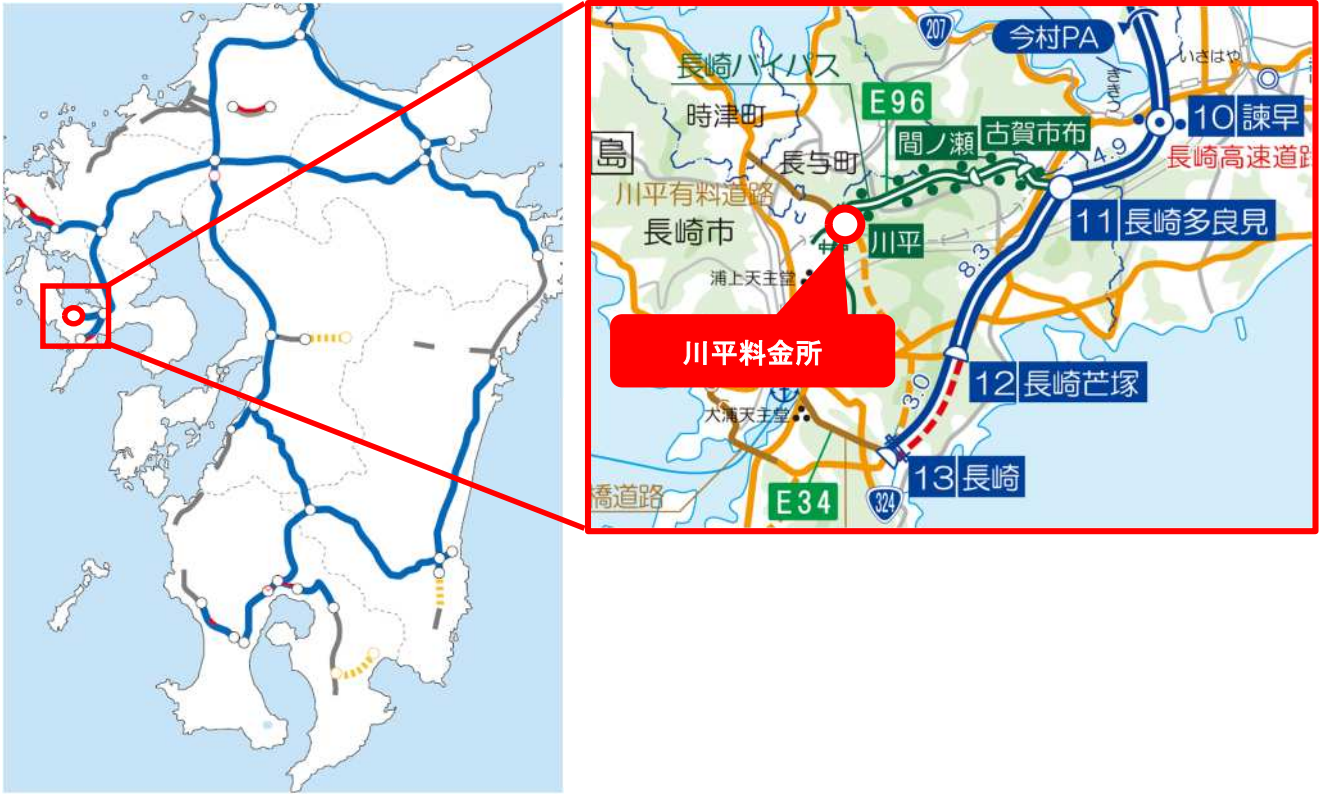 207
今村PA
いさはや
ききつ
長崎バイパス
E96
時津町
間ノ瀬
古賀市布
10 諫早
4.9
島
長与町
長崎高速道路
川平有料道路
長崎市
川平
11 長崎多良見
浦上天主堂
8.3
川平料金所
12 長崎芒塚
3.0
大浦天主堂
13 長崎
橋道路
E34
324